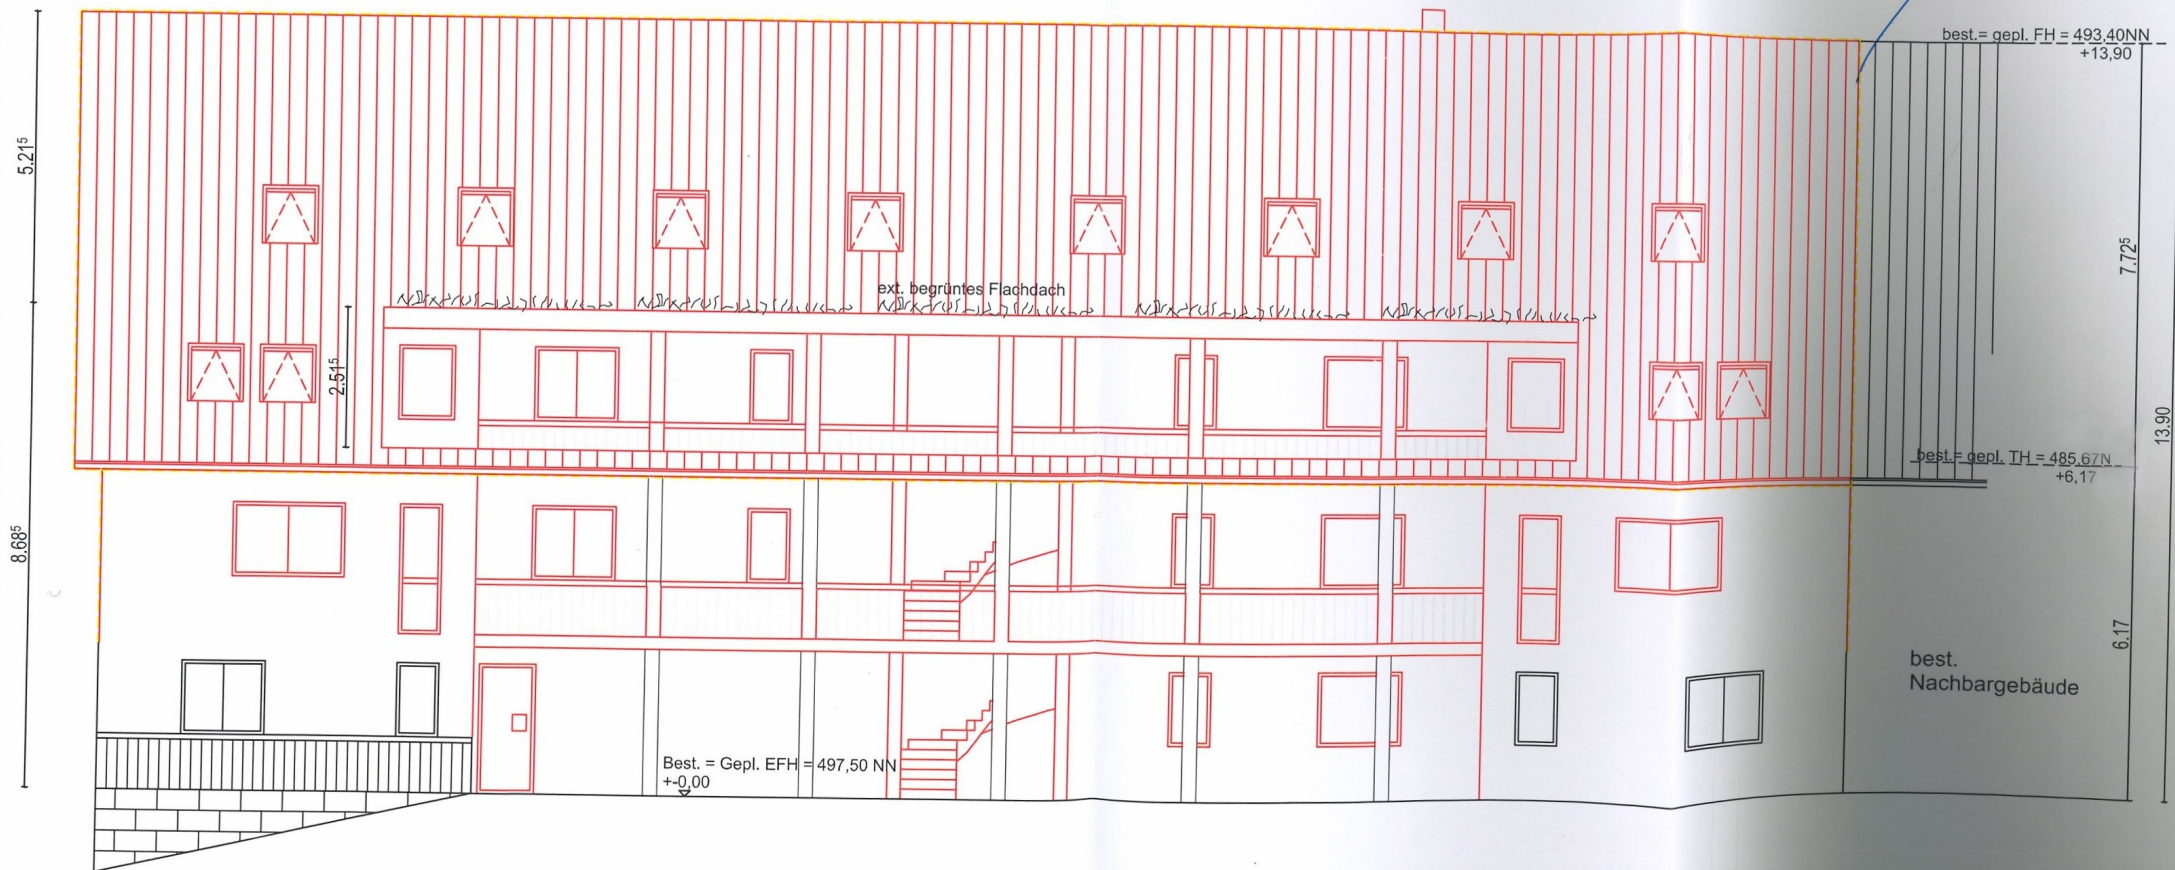 best.= gepl. FH = 493,40NN
+13,90
5.21⁵
7.72⁵
ext. begrüntes Flachdach
2.51⁵
13.90
best.= gepl. TH = 485,67N
+6,17
8.68⁵
6.17
best.
Nachbargebäude
Best. = Gepl. EFH = 497,50 NN
+-0,00